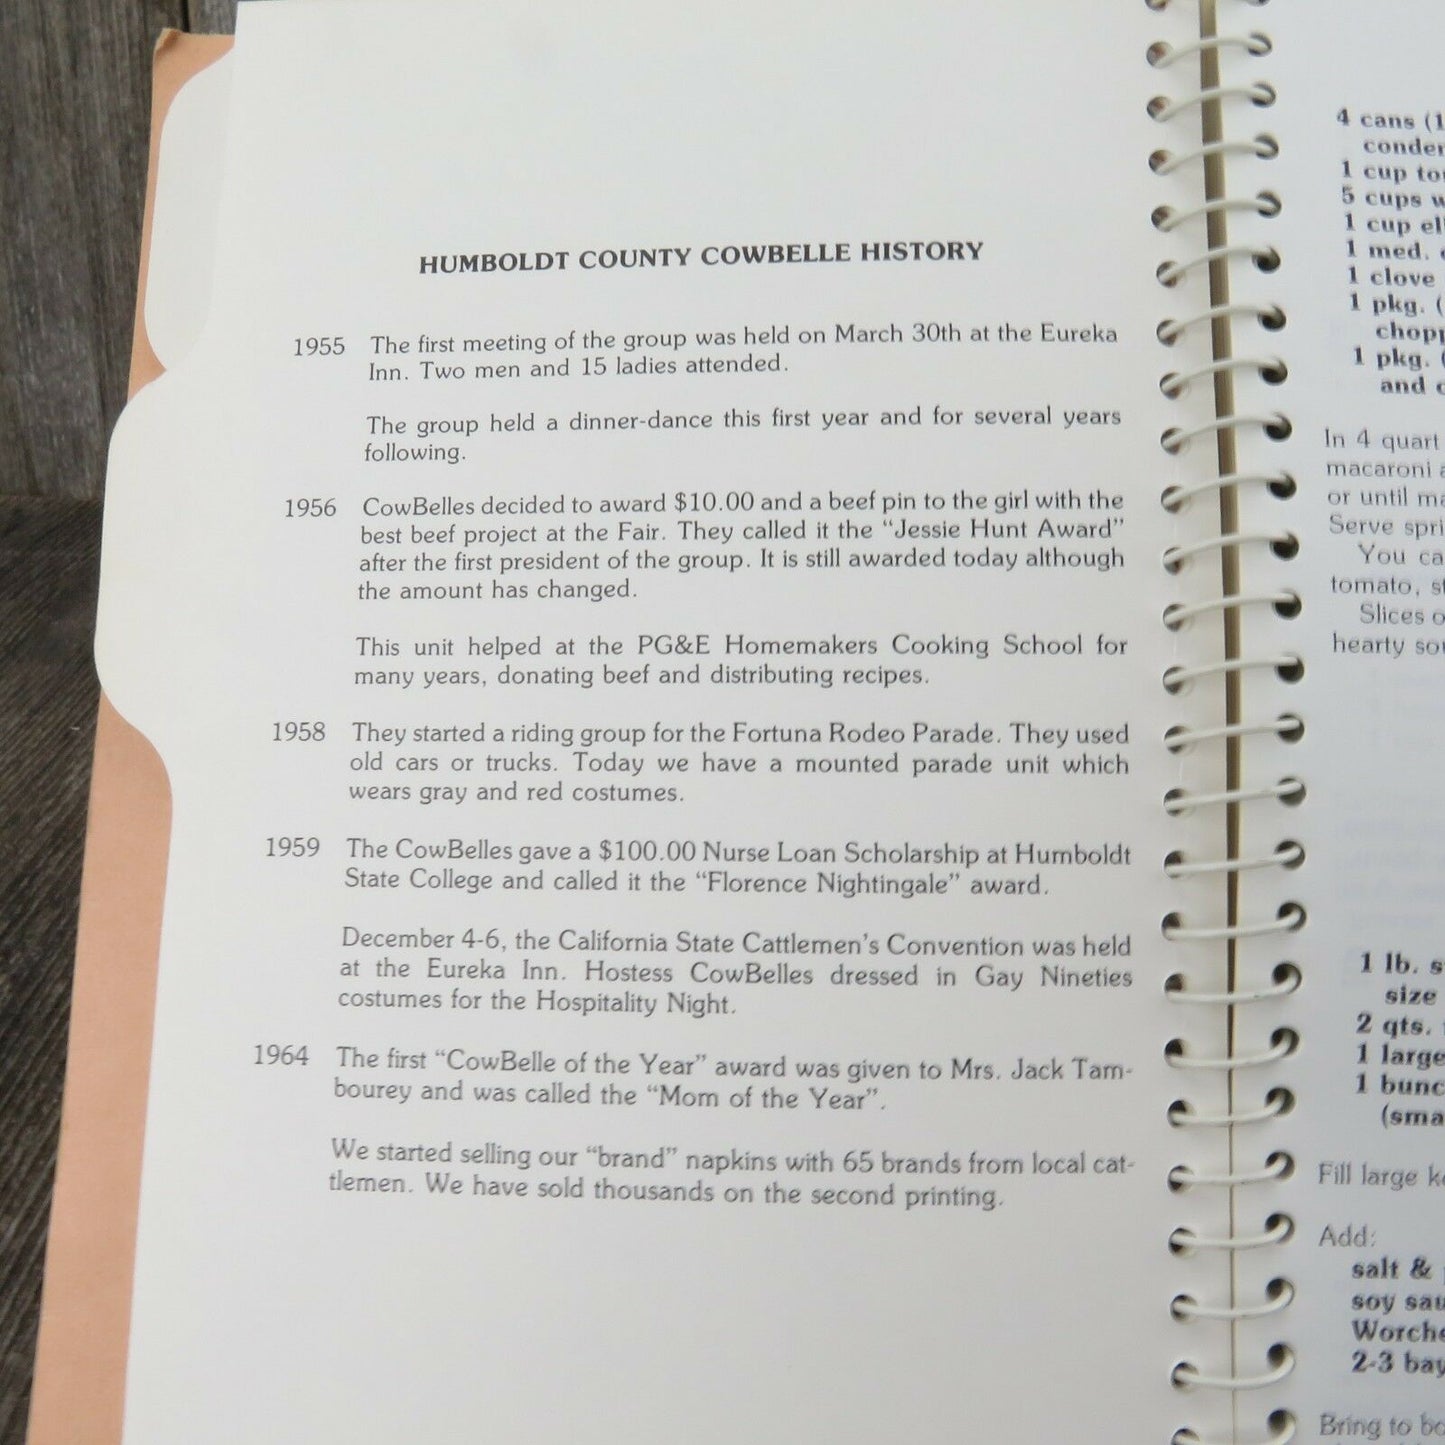 HUMBOLDT COUNTY COWBELLE HISTORY
1955 The first meeting of the group was held on March 30th at the Eureka
Inn. Two men and 15 ladies attended.
The group held a dinner-dance this first year and for several years
following.
1956 CowBelles decided to award $10.00 and a beef pin to the girl with the
best beef project at the Fair. They called it the “Jessie Hunt Award”
after the first president of the group. It is still awarded today although
the amount has changed.
This unit helped at the PG&E Homemakers Cooking School for
many years, donating beef and distributing recipes.
1958 They started a riding group for the Fortuna Rodeo Parade. They used
old cars or trucks. Today we have a mounted parade unit which
wears gray and red costumes.
1959 The CowBelles gave a $100.00 Nurse Loan Scholarship at Humboldt
State College and called it the “Florence Nightingale” award.
December 4-6, the California State Cattlemen's Convention was held
at the Eureka Inn. Hostess CowBelles dressed in Gay Nineties
costumes for the Hospitality Night.
1964 The first “CowBelle of the Year” award was given to Mrs. Jack Tam-
bourey and was called the “Mom of the Year”.
We started selling our “brand” napkins with 65 brands from local cat-
tlemen. We have sold thousands on the second printing.
4 cans (1
1 cup
5 cups
1 cup
1 med.
1 clove
1 pkg. (
1 pkg. (
and
In 4 quart
macaroni
or until
Serve
You
tomato,
Slices
hearty
1 lb.
size
2 qts.
1 large
1
Fill large
Add:
salt &
soy
2-3
Bring to